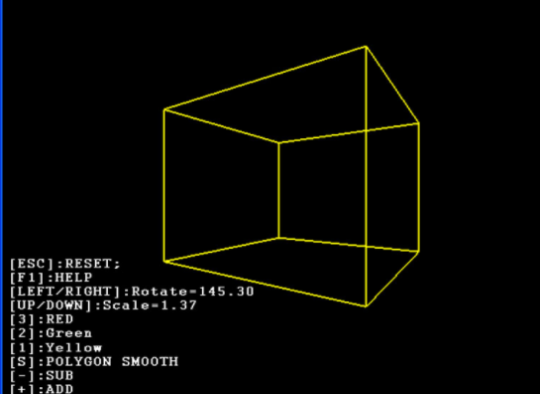 [ESC]:RESET;
[F1]:HELP
[LEFT/RIGHT]:Rotate=145.30
[UP/DOWN]:Scale=1.37
[3]:RED
[2]:Green
[1]:Yellow
[S]:POLYGON SMOOTH
[-]:SUB
[+]:ADD